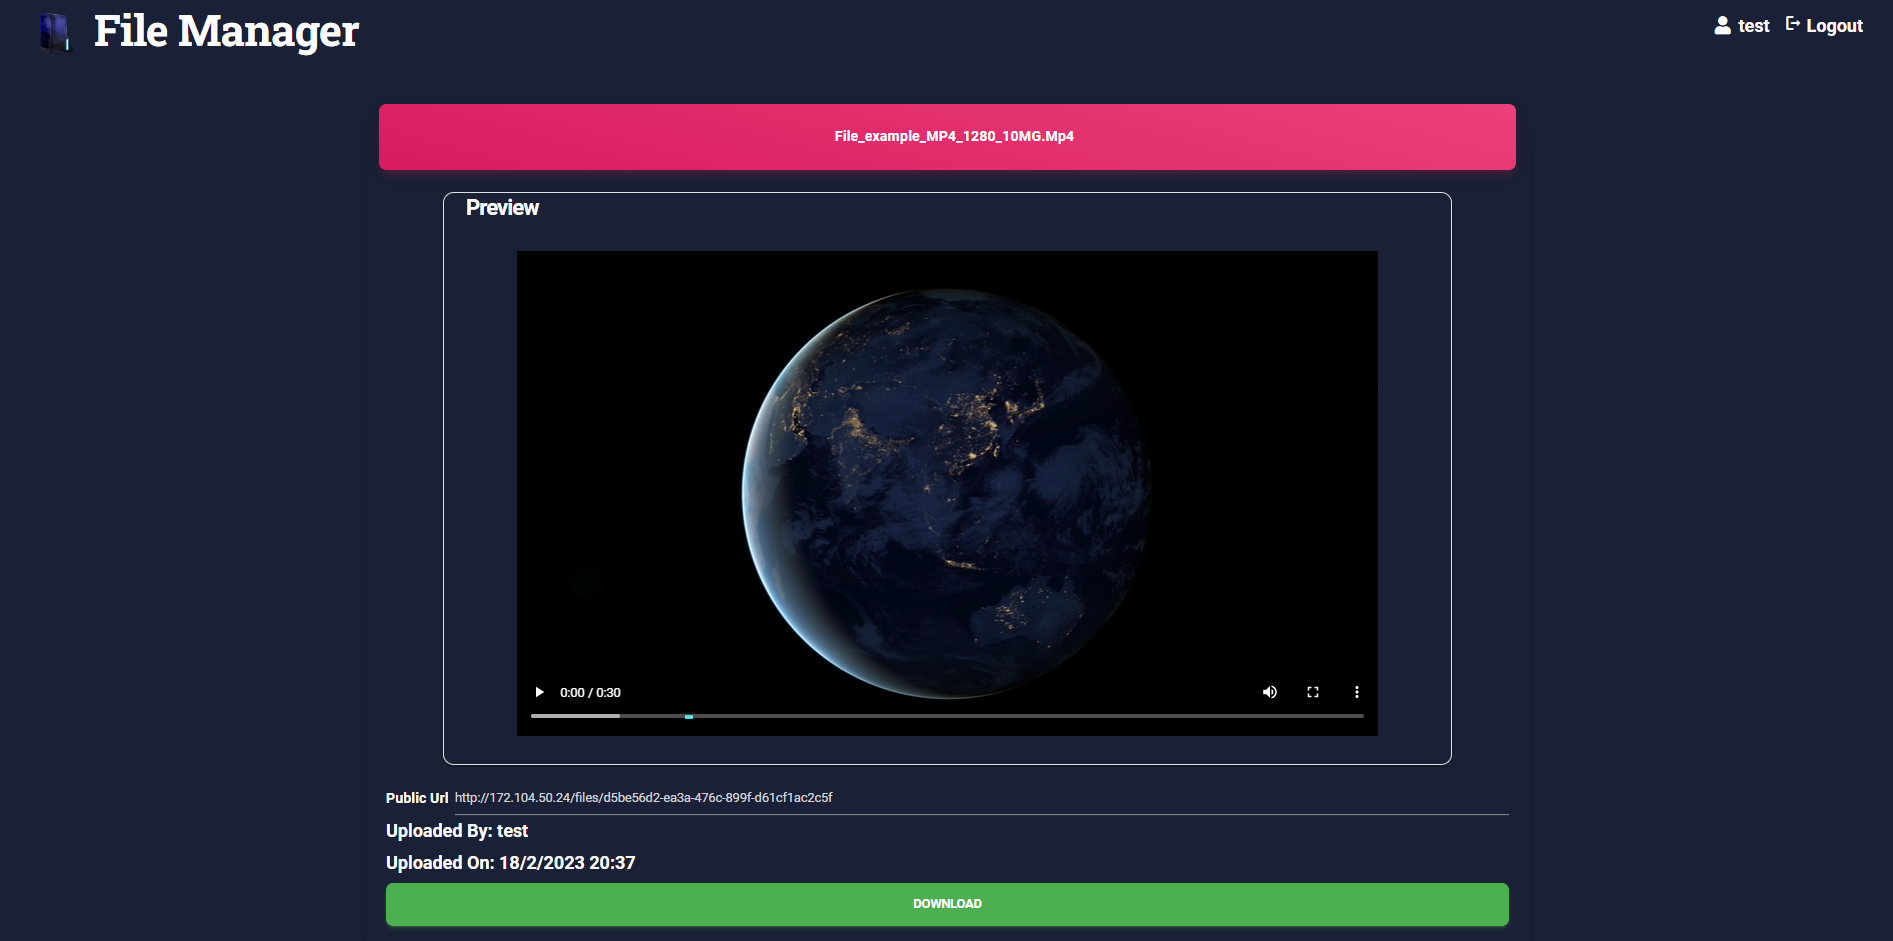 File Manager
test Logout
File_example_MP4_1280_10MG.Mp4
Preview
0:00 / 0:30
Public Url http://172.104.50.24/files/d5be56d2-ea3a-476c-899f-d61cf1ac2c5f
Uploaded By: test
Uploaded On: 18/2/2023 20:37
DOWNLOAD